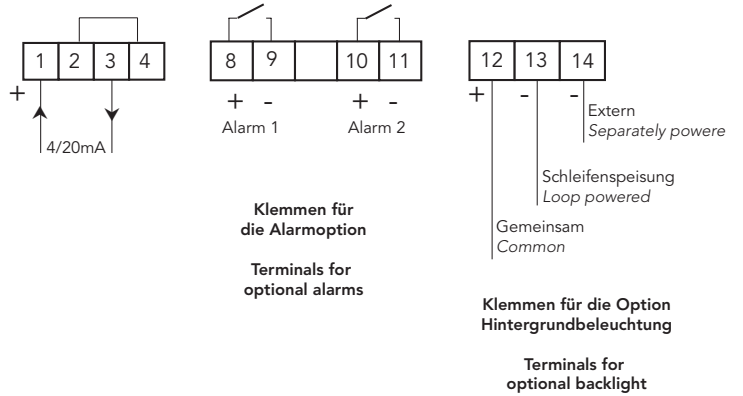 1 2 3 4
+
4/20mA
8 9 10 11
+ - + -
Alarm 1 Alarm 2
Klemmen für
die Alarmoption
Terminals for
optional alarms
12 13 14
+ - -
Extern
Separately powere
Schleifenspeisung
Loop powered
Gemeinsam
Common
Klemmen für die Option
Hintergrundbeleuchtung
Terminals for
optional backlight